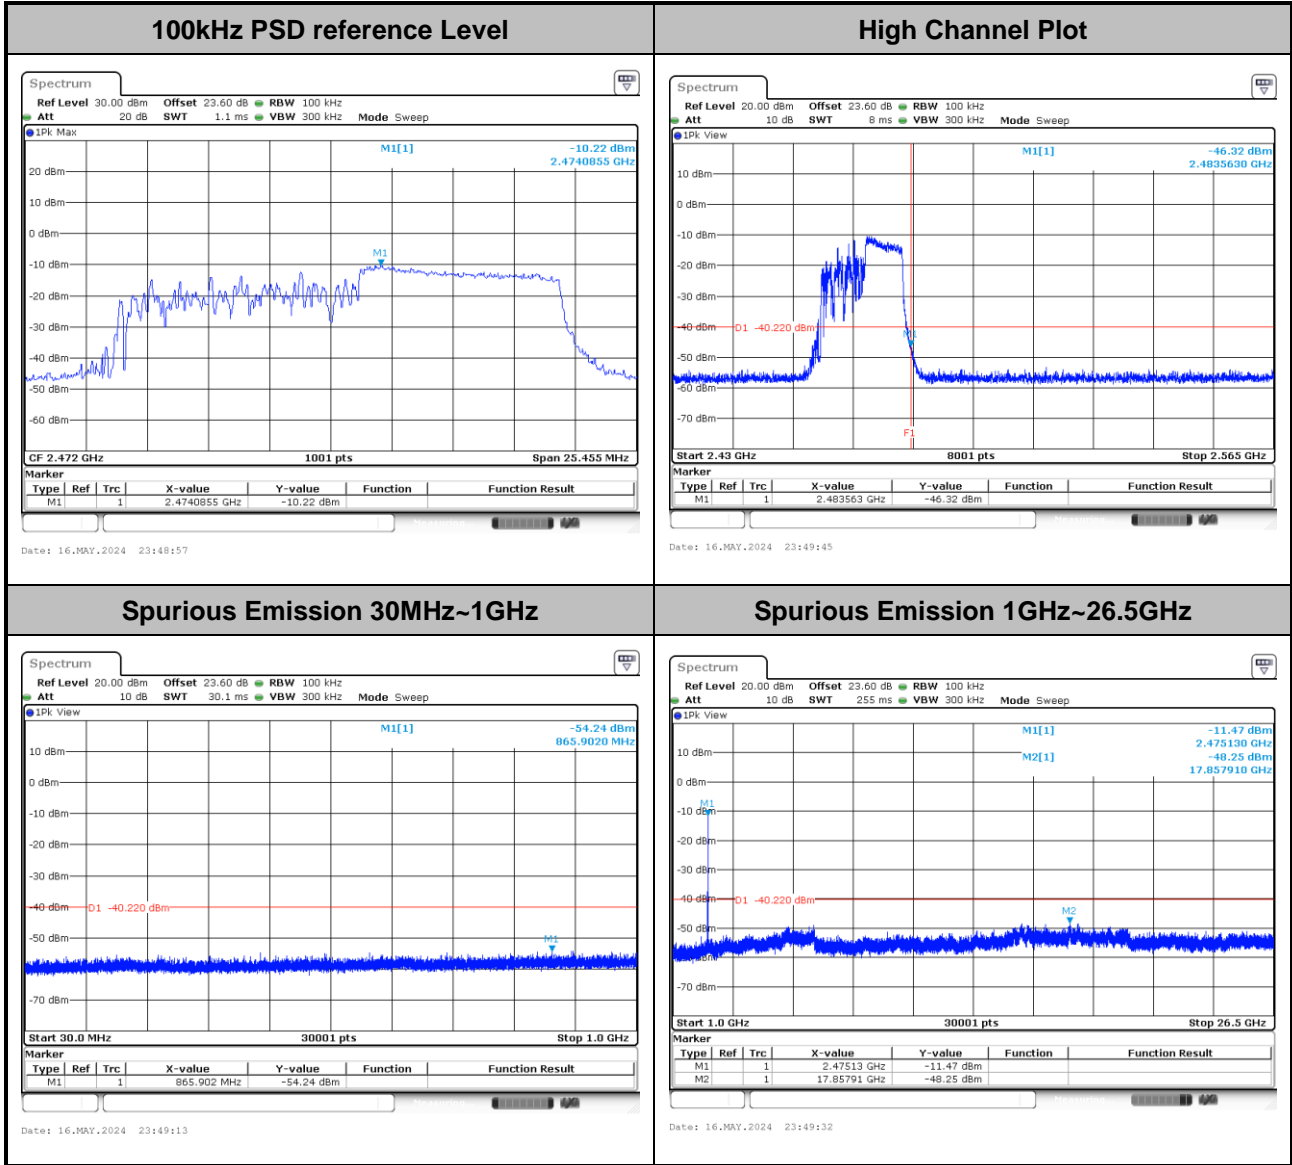 100kHz PSD reference Level
High Channel Plot
Spectrum
Ref Level 30.00 dBm Offset 23.60 dB RBW 100 kHz
Att 20 dB SWT 1.1 ms VBW 300 kHz Mode Sweep
1Pk Max
M1[1] -10.22 dBm
2.4740855 GHz
20 dBm
10 dBm
0 dBm
M1
-10 dBm
-20 dBm
-30 dBm
-40 dBm
-50 dBm
-60 dBm
CF 2.472 GHz 1001 pts Span 25.455 MHz
Marker
Type Ref Trc X-value Y-value Function Function Result
M1 1 2.4740855 GHz -10.22 dBm
Date: 16.MAY.2024 23:48:57
Spectrum
Ref Level 20.00 dBm Offset 23.60 dB RBW 100 kHz
Att 10 dB SWT 8 ms VBW 300 kHz Mode Sweep
1Pk View
M1[1] -46.32 dBm
2.4835630 GHz
10 dBm
0 dBm
-10 dBm
-20 dBm
-30 dBm
-40 dBm D1 -40.220 dBm
-50 dBm
-60 dBm
-70 dBm
F1
Start 2.43 GHz 8001 pts Stop 2.565 GHz
Marker
Type Ref Trc X-value Y-value Function Function Result
M1 1 2.483563 GHz -46.32 dBm
Date: 16.MAY.2024 23:49:45
Spurious Emission 30MHz~1GHz
Spurious Emission 1GHz~26.5GHz
Spectrum
Ref Level 20.00 dBm Offset 23.60 dB RBW 100 kHz
Att 10 dB SWT 30.1 ms VBW 300 kHz Mode Sweep
1Pk View
M1[1] -54.24 dBm
865.9020 MHz
10 dBm
0 dBm
-10 dBm
-20 dBm
-30 dBm
-40 dBm D1 -40.220 dBm
-50 dBm
M1
-70 dBm
Start 30.0 MHz 30001 pts Stop 1.0 GHz
Marker
Type Ref Trc X-value Y-value Function Function Result
M1 1 865.902 MHz -54.24 dBm
Date: 16.MAY.2024 23:49:13
Spectrum
Ref Level 20.00 dBm Offset 23.60 dB RBW 100 kHz
Att 10 dB SWT 255 ms VBW 300 kHz Mode Sweep
1Pk View
M1[1] -11.47 dBm
2.475130 GHz
M2[1] -48.25 dBm
17.857910 GHz
10 dBm
0 dBm
M1
-10 dBm
-20 dBm
-30 dBm
-40 dBm D1 -40.220 dBm
M2
-50 dBm
-70 dBm
Start 1.0 GHz 30001 pts Stop 26.5 GHz
Marker
Type Ref Trc X-value Y-value Function Function Result
M1 1 2.47513 GHz -11.47 dBm
M2 1 17.85791 GHz -48.25 dBm
Date: 16.MAY.2024 23:49:32